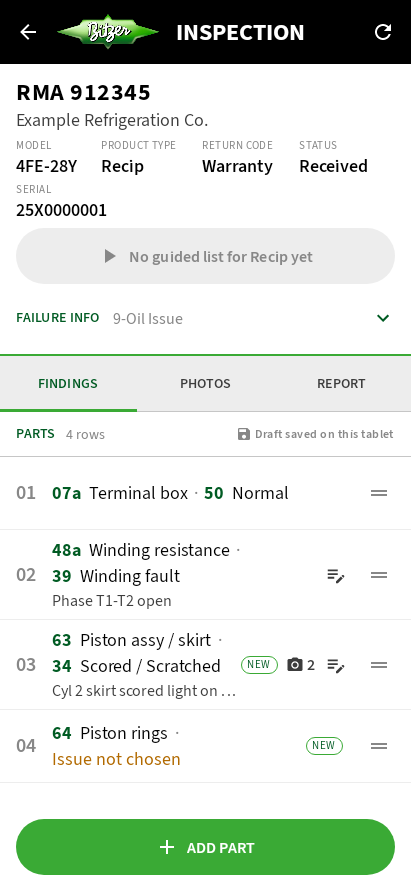 Bitzer INSPECTION
RMA 912345
Example Refrigeration Co.
MODEL PRODUCT TYPE RETURN CODE STATUS
4FE-28Y Recip Warranty Received
SERIAL
25X0000001
No guided list for Recip yet
FAILURE INFO 9-Oil Issue
FINDINGS PHOTOS REPORT
PARTS 4 rows Draft saved on this tablet
01 07a Terminal box · 50 Normal
48a Winding resistance ·
02 39 Winding fault
Phase T1-T2 open
63 Piston assy / skirt ·
03 34 Scored / Scratched NEW 2
Cyl 2 skirt scored light on …
64 Piston rings ·
04 Issue not chosen NEW
ADD PART